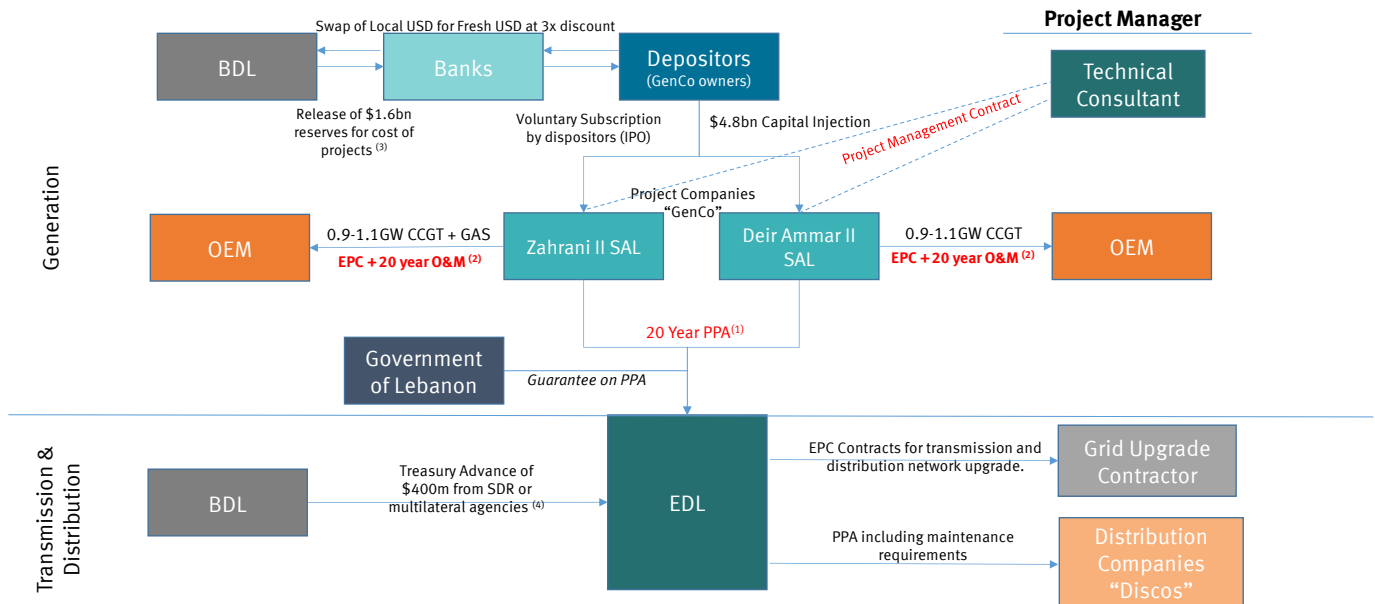 Project Manager
Swap of Local USD for Fresh USD at 3x discount
BDL
Banks
Depositors
(GenCo owners)
Technical
Consultant
Release of $1.6bn
reserves for cost of
projects (3)
Voluntary Subscription
by dispositors (IPO)
$4.8bn Capital Injection
Project Management Contract
Generation
Project Companies
“GenCo”
OEM
0.9-1.1GW CCGT + GAS
EPC + 20 year O&M (2)
Zahrani II SAL
Deir Ammar II
SAL
0.9-1.1GW CCGT
EPC + 20 year O&M (2)
OEM
20 Year PPA(1)
Government
of Lebanon
Guarantee on PPA
Transmission &
Distribution
BDL
Treasury Advance of
$400m from SDR or
multilateral agencies (4)
EDL
EPC Contracts for transmission and
distribution network upgrade.
Grid Upgrade
Contractor
PPA including maintenance
requirements
Distribution
Companies
“Discos”